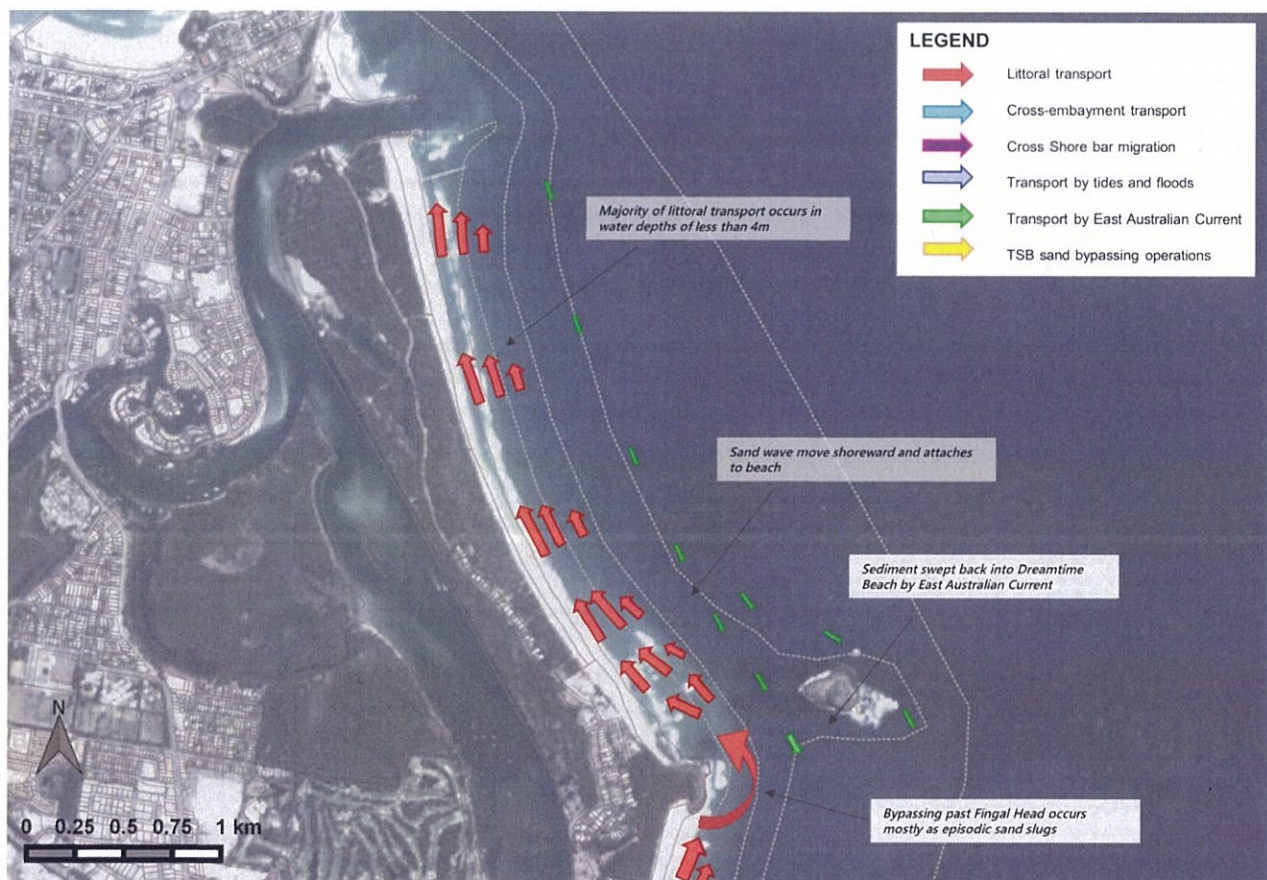 LEGEND
Littoral transport
Cross-embayment transport
Cross Shore bar migration
Transport by tides and floods
Transport by East Australian Current
TSB sand bypassing operations
Majority of littoral transport occurs in
water depths of less than 4m
Sand wave move shoreward and attaches
to beach
Sediment swept back into Dreamtime
Beach by East Australian Current
Bypassing past Fingal Head occurs
mostly as episodic sand slugs
N
0 0.25 0.5 0.75 1 km